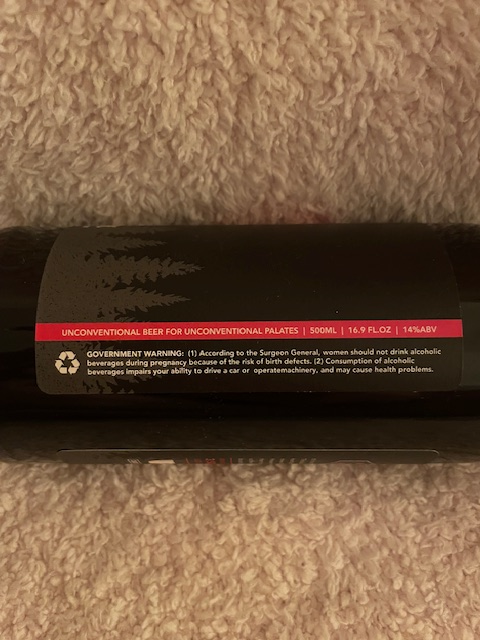 UNCONVENTIONAL BEER FOR UNCONVENTIONAL PALATES | 500ML | 16.9 FL.OZ | 14%ABV
GOVERNMENT WARNING: (1) According to the Surgeon General, women should not drink alcoholic
beverages during pregnancy because of the risk of birth defects. (2) Consumption of alcoholic
beverages impairs your ability to drive a car or operatemachinery, and may cause health problems.